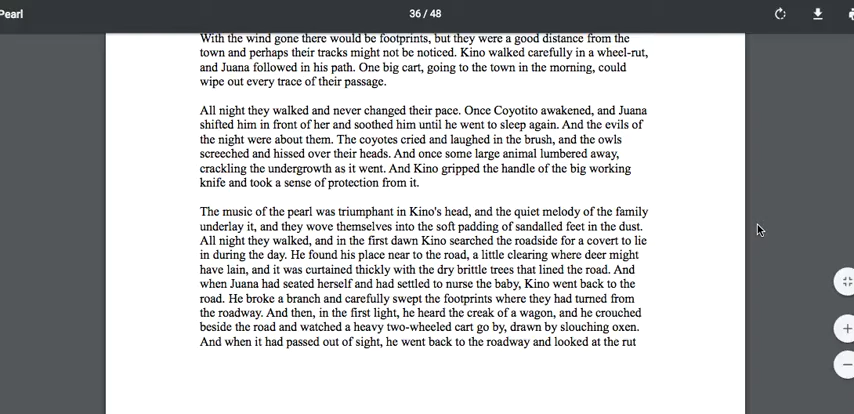 Pearl
36 / 48
With the wind gone there would be footprints, but they were a good distance from the
town and perhaps their tracks might not be noticed. Kino walked carefully in a wheel-rut,
and Juana followed in his path. One big cart, going to the town in the morning, could
wipe out every trace of their passage.
All night they walked and never changed their pace. Once Coyotito awakened, and Juana
shifted him in front of her and soothed him until he went to sleep again. And the evils of
the night were about them. The coyotes cried and laughed in the brush, and the owls
screeched and hissed over their heads. And once some large animal lumbered away,
crackling the undergrowth as it went. And Kino gripped the handle of the big working
knife and took a sense of protection from it.
The music of the pearl was triumphant in Kino's head, and the quiet melody of the family
underlay it, and they wove themselves into the soft padding of sandalled feet in the dust.
All night they walked, and in the first dawn Kino searched the roadside for a covert to lie
in during the day. He found his place near to the road, a little clearing where deer might
have lain, and it was curtained thickly with the dry brittle trees that lined the road. And
when Juana had seated herself and had settled to nurse the baby, Kino went back to the
road. He broke a branch and carefully swept the footprints where they had turned from
the roadway. And then, in the first light, he heard the creak of a wagon, and he crouched
beside the road and watched a heavy two-wheeled cart go by, drawn by slouching oxen.
And when it had passed out of sight, he went back to the roadway and looked at the rut